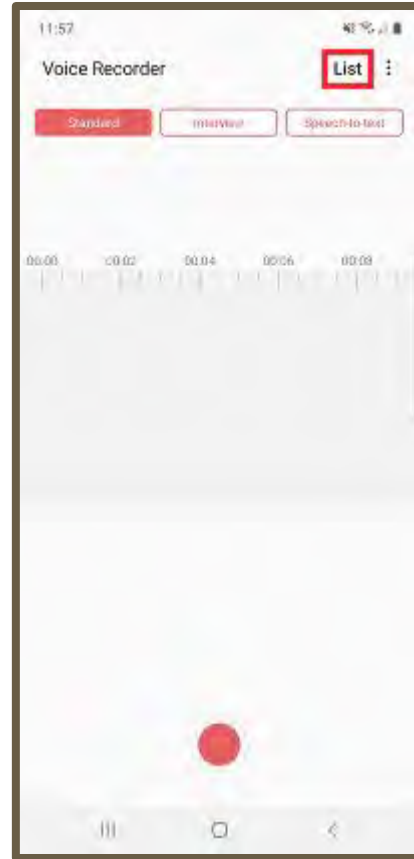 11:57
Voice Recorder List
Standard Interview Speech-to-text
00:00 00:02 00:04 00:06 00:08